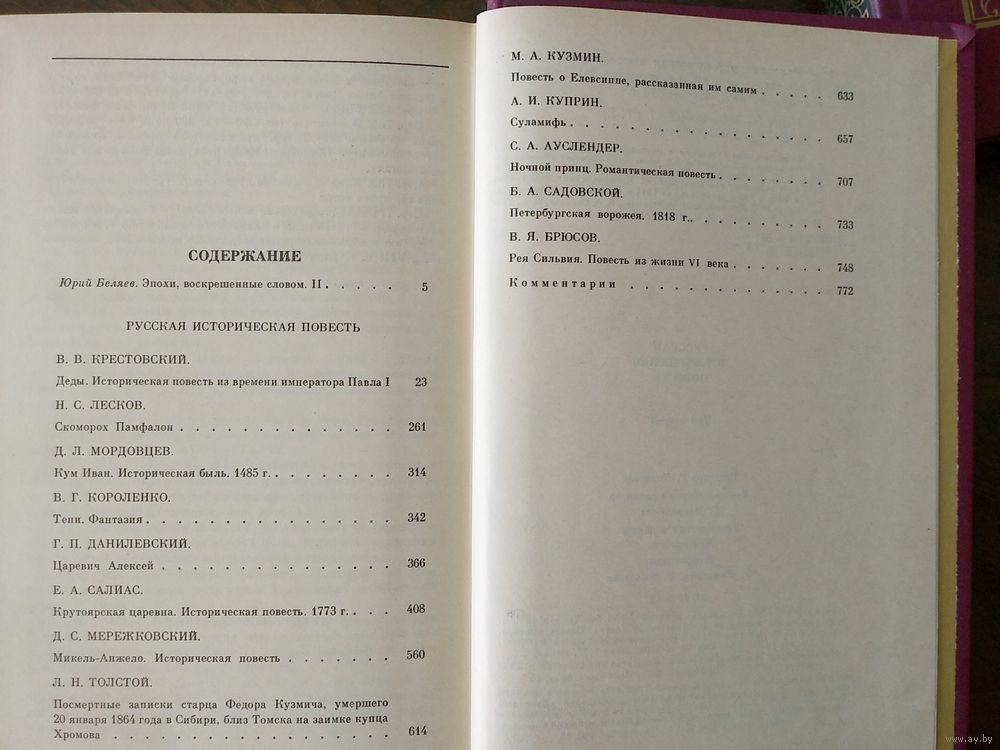 СОДЕРЖАНИЕ
Юрий Беляев. Эпохи, воскрешенные словом. II . . . . . 5
РУССКАЯ ИСТОРИЧЕСКАЯ ПОВЕСТЬ
В. В. КРЕСТОВСКИЙ.
Деды. Историческая повесть из времени императора Павла I 23
Н. С. ЛЕСКОВ.
Скоморох Памфалон . . . . . . . . . . . . . . 261
Д. Л. МОРДОВЦЕВ.
Кум Иван. Историческая быль. 1485 г. . . . . . . . . 314
В. Г. КОРОЛЕНКО.
Тени. Фантазия . . . . . . . . . . . . . . . . 342
Г. П. ДАНИЛЕВСКИЙ.
Царевич Алексей . . . . . . . . . . . . . . . 366
Е. А. САЛИАС.
Крутоярская царевна. Историческая повесть. 1773 г. . . . 408
Д. С. МЕРЕЖКОВСКИЙ.
Микель-Анжело. Историческая повесть . . . . . . . 560
Л. Н. ТОЛСТОЙ.
Посмертные записки старца Федора Кузмича, умершего
20 января 1864 года в Сибири, близ Томска на заимке купца
Хромова . . . . . . . . . . . . . . . . . . 614
М. А. КУЗМИН.
Повесть о Елевсиппе, рассказанная им самим . . . . . 633
А. И. КУПРИН.
Суламифь . . . . . . . . . . . . . . 657
С. А. АУСЛЕНДЕР.
Ночной принц. Романтическая повесть . . . . . . . 707
Б. А. САДОВСКОЙ.
Петербургская ворожея. 1818 г. . . . . . . . . 733
В. Я. БРЮСОВ.
Рея Сильвия. Повесть из жизни VI века . . . . . . . 748
Комментарии . . . . . . . . . . . 772
www.ay.by